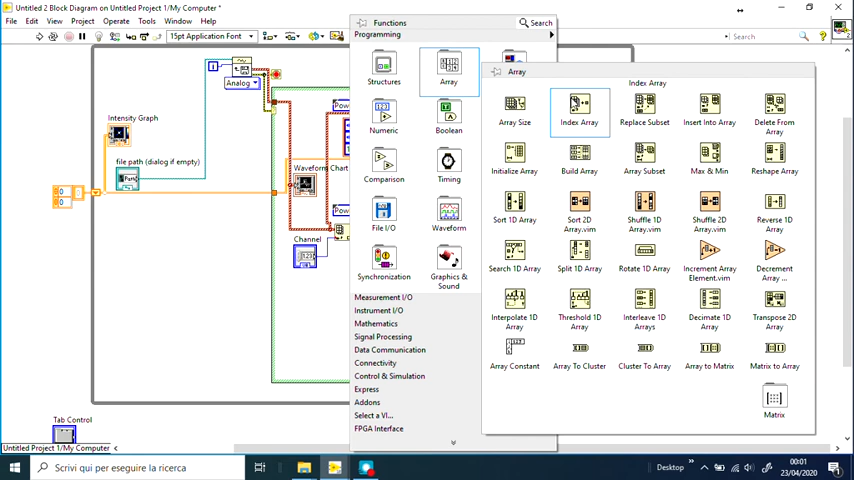 Untitled 2 Block Diagram on Untitled Project 1/My Computer *
File Edit View Project Operate Tools Window Help
15pt Application Font
Search
Functions
Search
Programming
Structures
Array
Numeric
Boolean
Comparison
Timing
File I/O
Waveform
Synchronization
Graphics & Sound
Measurement I/O
Instrument I/O
Mathematics
Signal Processing
Data Communication
Connectivity
Control & Simulation
Express
Addons
Select a VI...
FPGA Interface
Array
Index Array
Array Size
Index Array
Replace Subset
Insert Into Array
Delete From Array
Initialize Array
Build Array
Array Subset
Max & Min
Reshape Array
Sort 1D Array
Sort 2D Array.vim
Shuffle 1D Array.vim
Shuffle 2D Array.vim
Reverse 1D Array
Search 1D Array
Split 1D Array
Rotate 1D Array
Increment Array Element.vim
Decrement Array ...
Interpolate 1D Array
Threshold 1D Array
Interleave 1D Arrays
Decimate 1D Array
Transpose 2D Array
Array Constant
Array To Cluster
Cluster To Array
Array to Matrix
Matrix to Array
Matrix
Analog
Intensity Graph
file path (dialog if empty)
Path
0
0
Pow
Waveform Chart
Pow
Channel
Tab Control
Untitled Project 1/My Computer
Scrivi qui per eseguire la ricerca
Desktop
00:01
23/04/2020